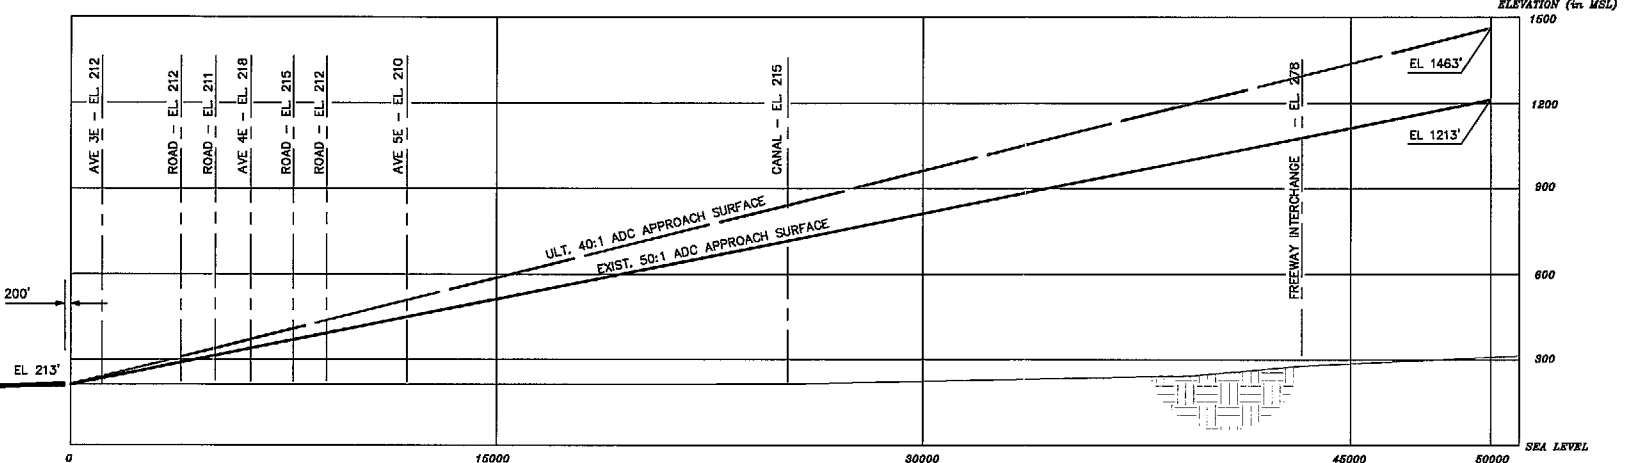 ELEVATION (in MSL)
1500
AVE 3E - EL. 212
ROAD - EL. 212
ROAD - EL. 211
AVE 4E - EL. 218
ROAD - EL. 215
ROAD - EL. 212
AVE 5E - EL. 210
CANAL - EL. 215
FREEWAY INTERCHANGE - EL. 278
EL 1463'
1200
EL 1213'
900
ULT. 40:1 ADC APPROACH SURFACE
EXIST. 50:1 ADC APPROACH SURFACE
600
200'
300
EL 213'
SEA LEVEL
0
15000
30000
45000
50000